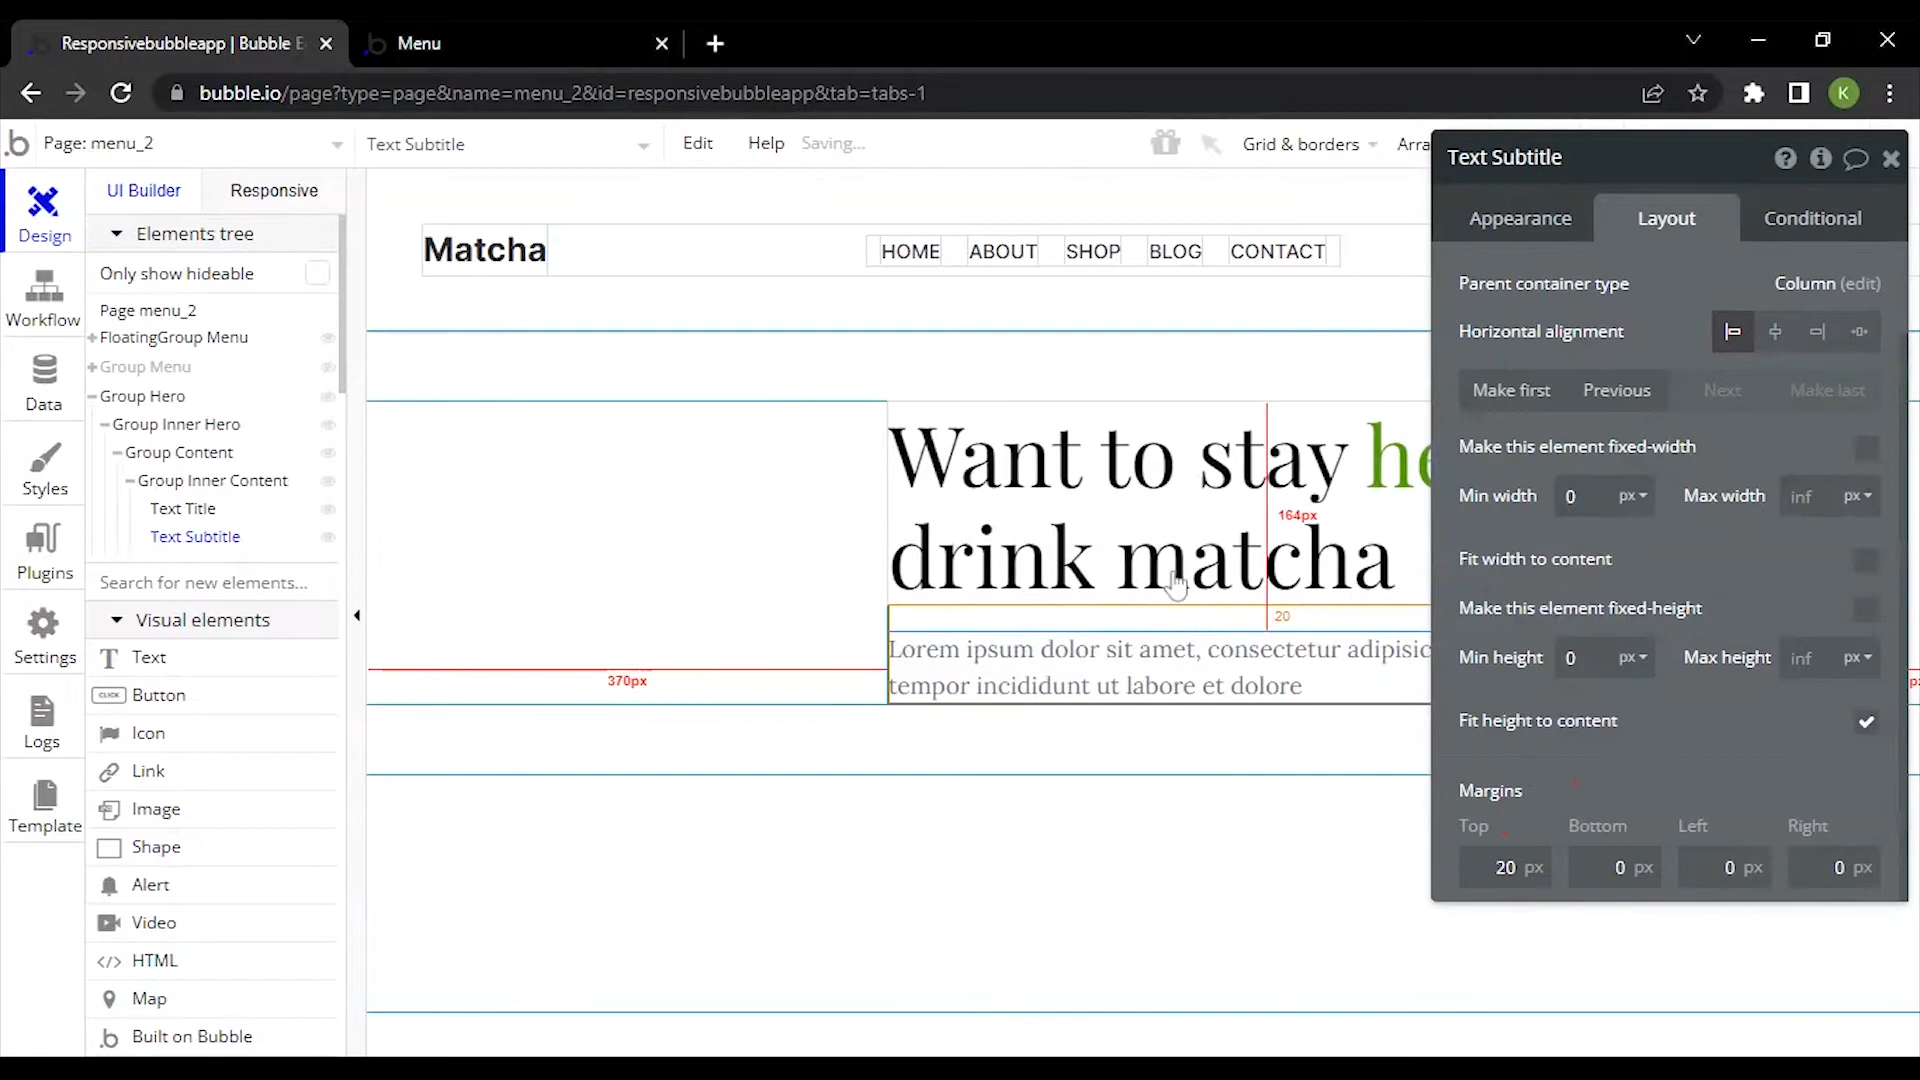 Responsivebubbleapp | Bubble E
Menu
bubble.io/page?type=page&name=menu_2&id=responsivebubbleapp&tab=tabs-1
K
Page: menu_2
Text Subtitle
Edit
Help
Saving...
Grid & borders
Arra
Design
Workflow
Data
Styles
Plugins
Settings
Logs
Template
UI Builder
Responsive
Elements tree
Only show hideable
Page menu_2
FloatingGroup Menu
Group Menu
Group Hero
Group Inner Hero
Group Content
Group Inner Content
Text Title
Text Subtitle
Search for new elements...
Visual elements
Text
CLICK Button
Icon
Link
Image
Shape
Alert
Video
HTML
Map
Built on Bubble
Matcha
HOME ABOUT SHOP BLOG CONTACT
Want to stay he
164px
drink matcha
20
Lorem ipsum dolor sit amet, consectetur adipisic
370px
tempor incididunt ut labore et dolore
Text Subtitle
Appearance
Layout
Conditional
Parent container type
Column (edit)
Horizontal alignment
Make first
Previous
Next
Make last
Make this element fixed-width
Min width 0 px
Max width inf px
Fit width to content
Make this element fixed-height
Min height 0 px
Max height inf px
Fit height to content
Margins
Top Bottom Left Right
20 px 0 px 0 px 0 px